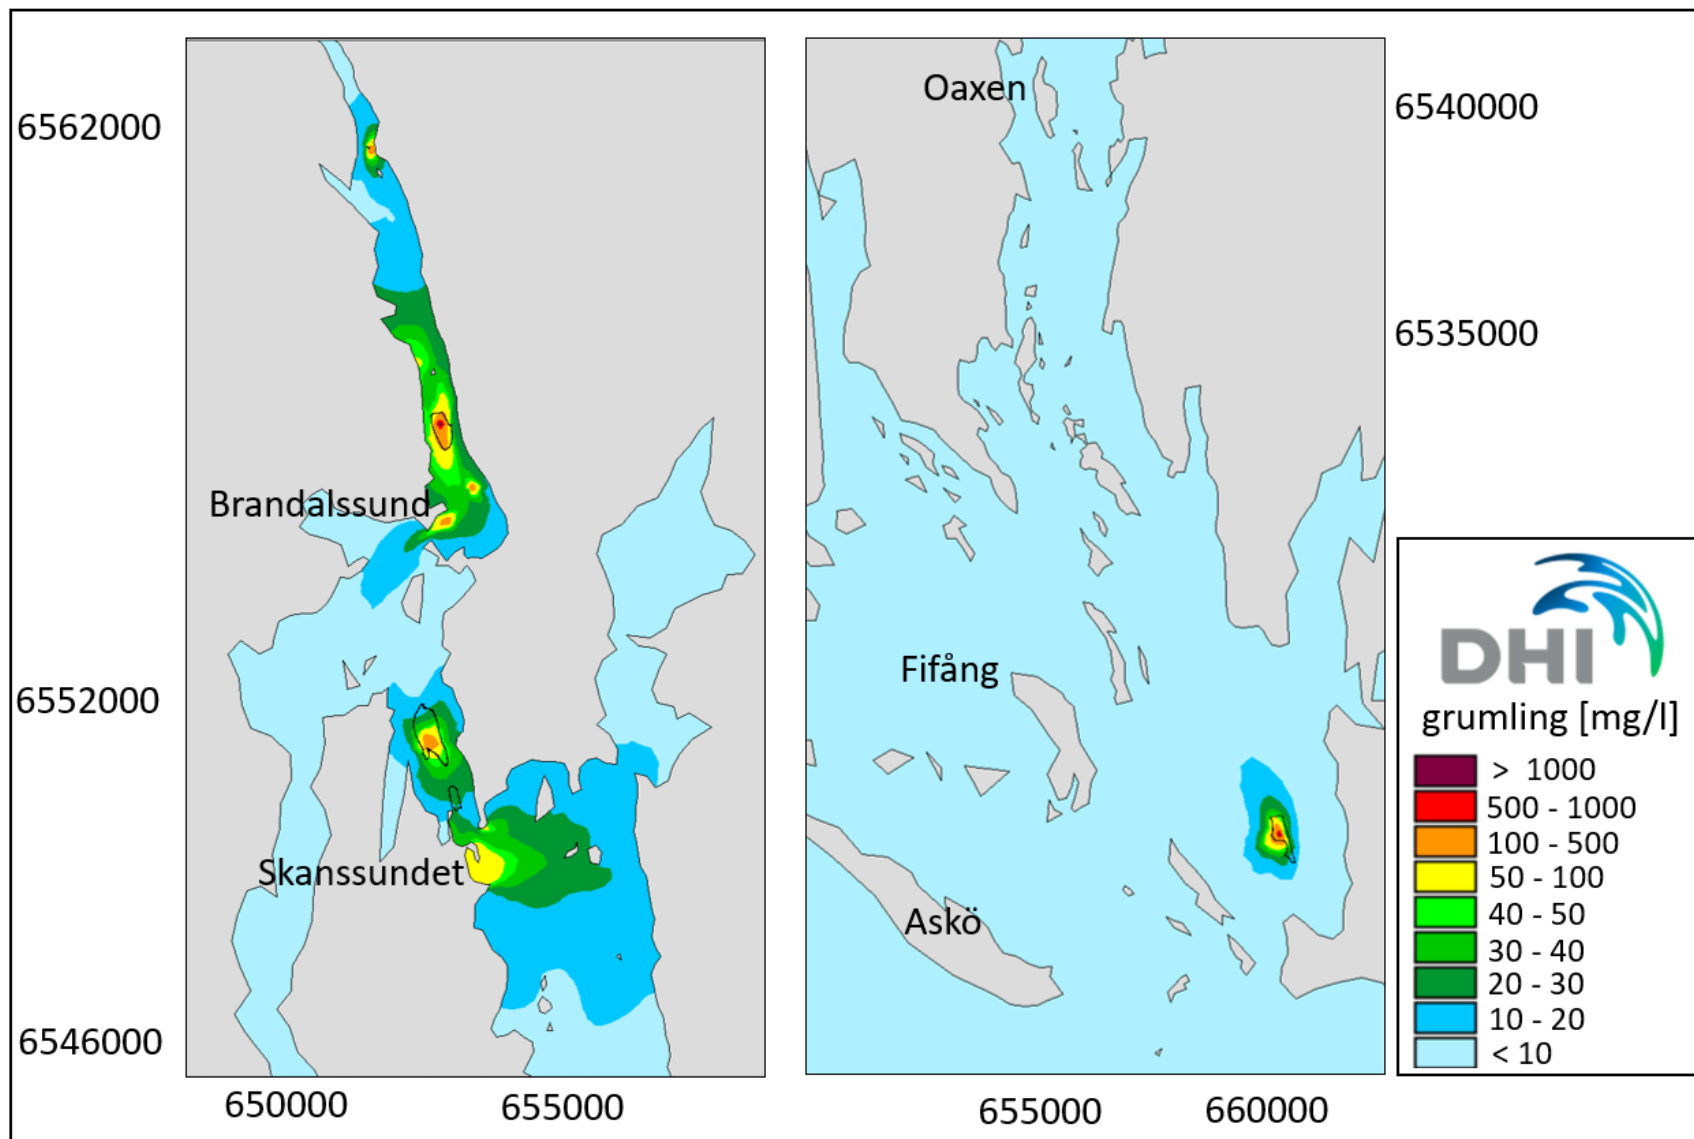 6562000
Brandalssund
6552000
Skanssundet
6546000
650000
655000
Oaxen
6540000
6535000
Fifång
Askö
655000
660000
DHI
grumling [mg/l]
> 1000
500 - 1000
100 - 500
50 - 100
40 - 50
30 - 40
20 - 30
10 - 20
< 10